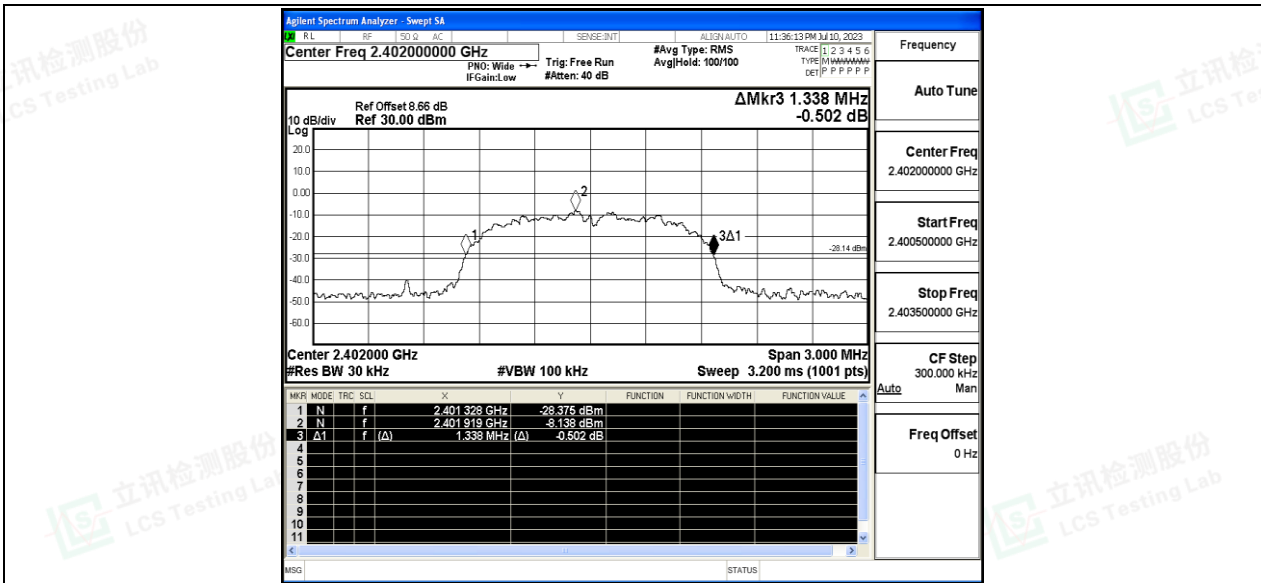 Agilent Spectrum Analyzer - Swept SA
RL RF 50 Ω AC SENSE:INT ALIGN AUTO 11:36:13 PM Jul 10, 2023
Center Freq 2.402000000 GHz
PNO: Wide
IFGain:Low
Trig: Free Run
#Atten: 40 dB
#Avg Type: RMS
Avg|Hold: 100/100
TRACE 1 2 3 4 5 6
TYPE M WWWWW
DET P P P P P P
Ref Offset 8.66 dB
10 dB/div Ref 30.00 dBm
Log
ΔMkr3 1.338 MHz
-0.502 dB
20.0
10.0
0.00
-10.0
-20.0
-30.0
-40.0
-50.0
-60.0
1
2
3Δ1
-28.14 dBm
Center 2.402000 GHz Span 3.000 MHz
#Res BW 30 kHz #VBW 100 kHz Sweep 3.200 ms (1001 pts)
MKR MODE TRC SCL X Y FUNCTION FUNCTION WIDTH FUNCTION VALUE
1 N f 2.401 328 GHz -28.375 dBm
2 N f 2.401 919 GHz -8.138 dBm
3 Δ1 f (Δ) 1.338 MHz (Δ) -0.502 dB
4
5
6
7
8
9
10
11
MSG STATUS
Frequency
Auto Tune
Center Freq
2.402000000 GHz
Start Freq
2.400500000 GHz
Stop Freq
2.403500000 GHz
CF Step
300.000 kHz
Auto Man
Freq Offset
0 Hz
讯检测股份
CS Testing Lab
立讯检
LCS Te
立讯检测股份
LCS Testing La
立讯检测股份
LCS Testing Lab